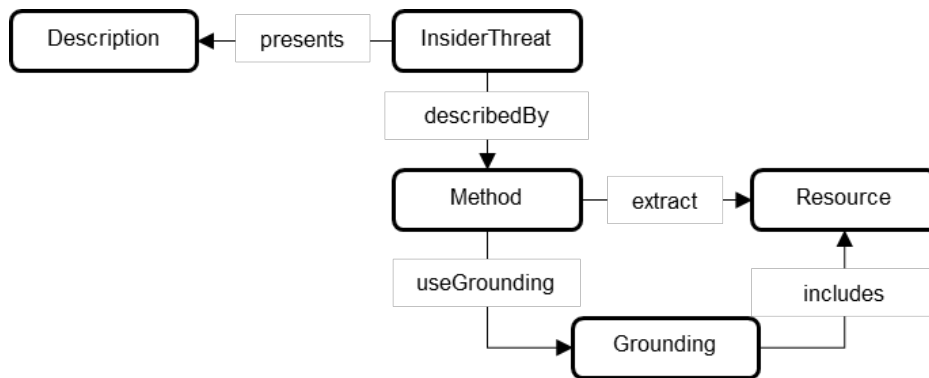 Description
presents
InsiderThreat
describedBy
Method
extract
Resource
useGrounding
includes
Grounding